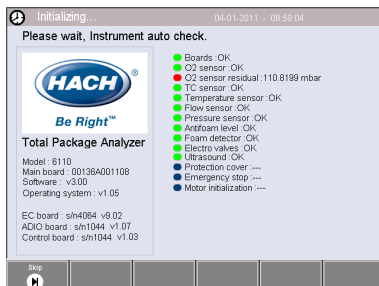 Initializing... 04-01-2011 - 08:59:04
Please wait, Instrument auto check.
HACH
Be Right™
Total Package Analyzer
Model : 6110
Main board : 00136A001108
Software : v3.00
Operating system : v1.05
EC board : s/n4064 v9.02
ADIO board : s/n1044 v1.07
Control board : s/n1044 v1.03
Boards :OK
O2 sensor :OK
O2 sensor residual :110.8199 mbar
TC sensor :OK
Temperature sensor :OK
Flow sensor :OK
Pressure sensor :OK
Antifoam level :OK
Foam detector :OK
Electro valves :OK
Ultrasound :OK
Protection cover :---
Emergency stop :---
Motor initialization :---
Skip